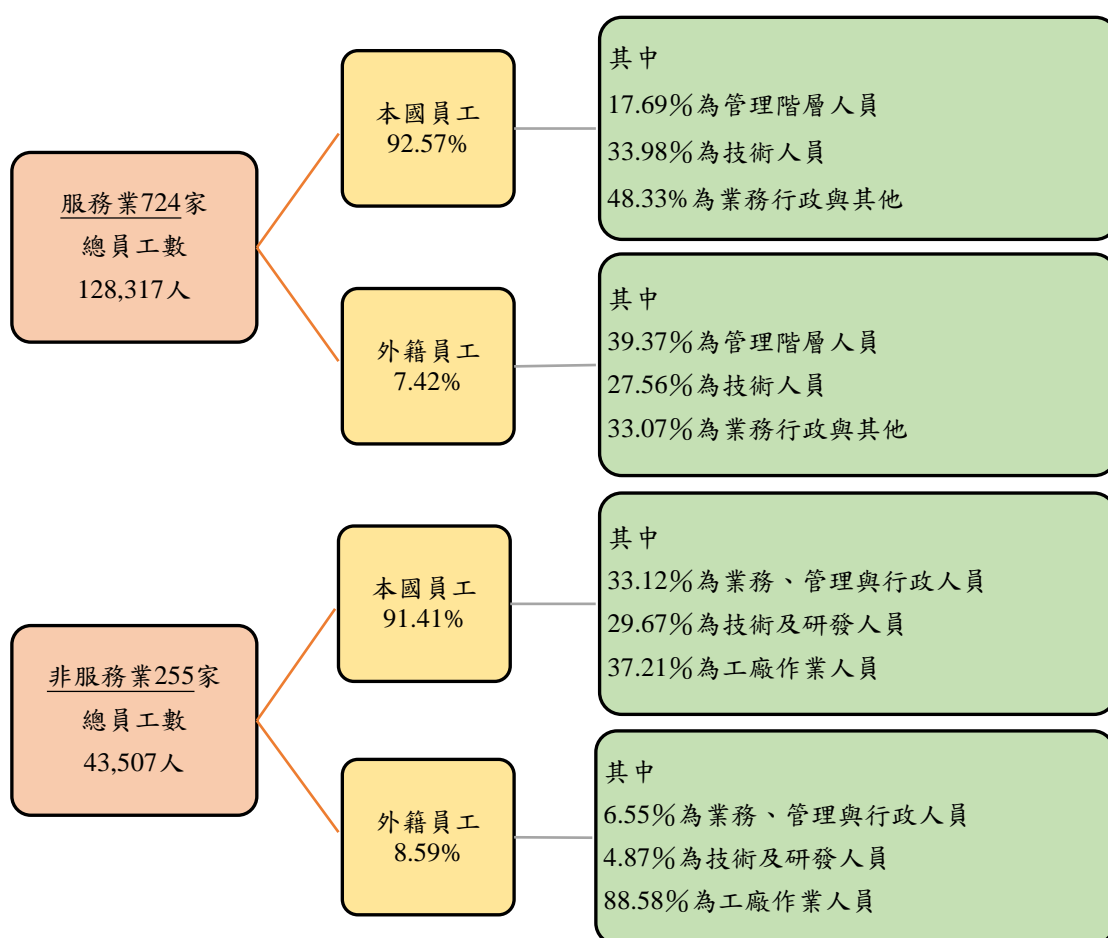 服務業724家
總員工數
128,317人
本國員工
92.57%
其中
17.69%為管理階層人員
33.98%為技術人員
48.33%為業務行政與其他
外籍員工
7.42%
其中
39.37%為管理階層人員
27.56%為技術人員
33.07%為業務行政與其他
非服務業255家
總員工數
43,507人
本國員工
91.41%
其中
33.12%為業務、管理與行政人員
29.67%為技術及研發人員
37.21%為工廠作業人員
外籍員工
8.59%
其中
6.55%為業務、管理與行政人員
4.87%為技術及研發人員
88.58%為工廠作業人員